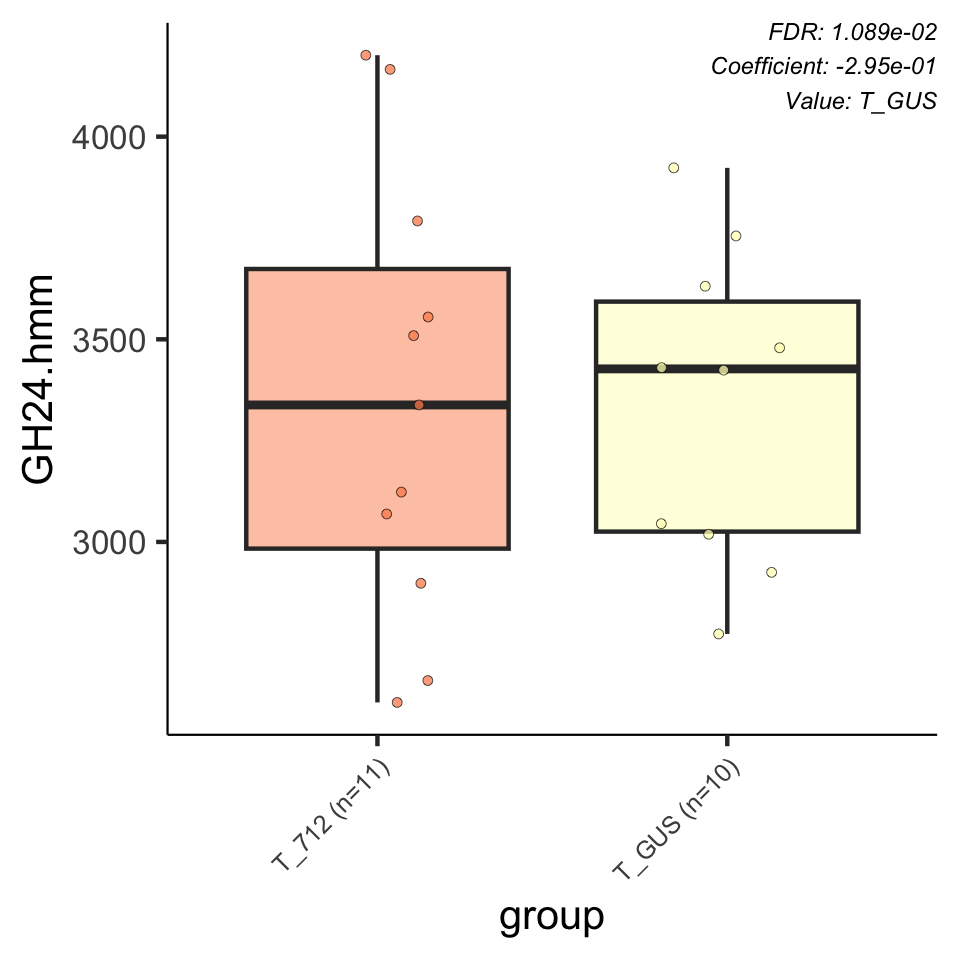 FDR: 1.089e-02
Coefficient: -2.95e-01
Value: T_GUS
GH24.hmm
4000
3500
3000
T_712 (n=11)
T_GUS (n=10)
group